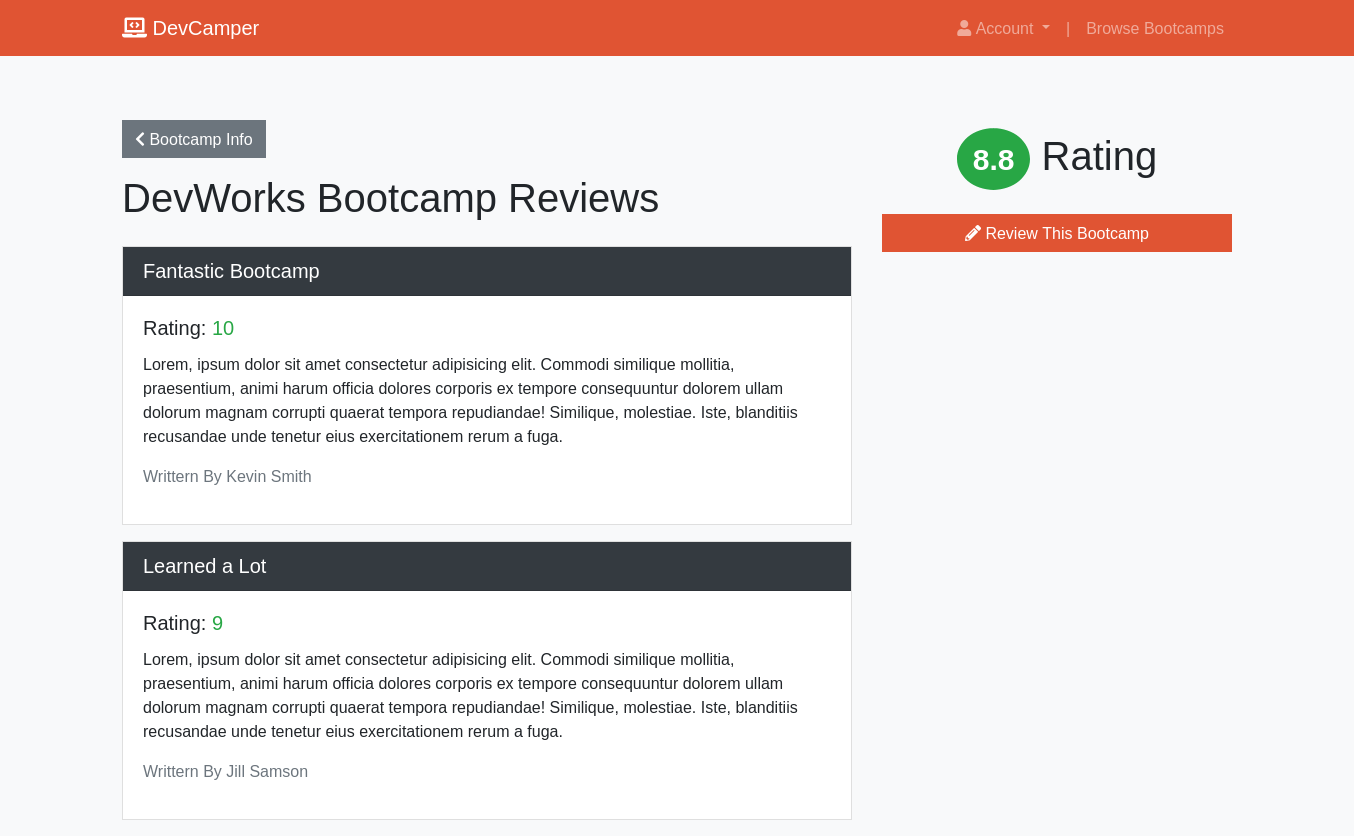 DevCamper
Account | Browse Bootcamps
Bootcamp Info
DevWorks Bootcamp Reviews
8.8 Rating
Review This Bootcamp
Fantastic Bootcamp
Rating: 10
Lorem, ipsum dolor sit amet consectetur adipisicing elit. Commodi similique mollitia,
praesentium, animi harum officia dolores corporis ex tempore consequuntur dolorem ullam
dolorum magnam corrupti quaerat tempora repudiandae! Similique, molestiae. Iste, blanditiis
recusandae unde tenetur eius exercitationem rerum a fuga.
Writtern By Kevin Smith
Learned a Lot
Rating: 9
Lorem, ipsum dolor sit amet consectetur adipisicing elit. Commodi similique mollitia,
praesentium, animi harum officia dolores corporis ex tempore consequuntur dolorem ullam
dolorum magnam corrupti quaerat tempora repudiandae! Similique, molestiae. Iste, blanditiis
recusandae unde tenetur eius exercitationem rerum a fuga.
Writtern By Jill Samson